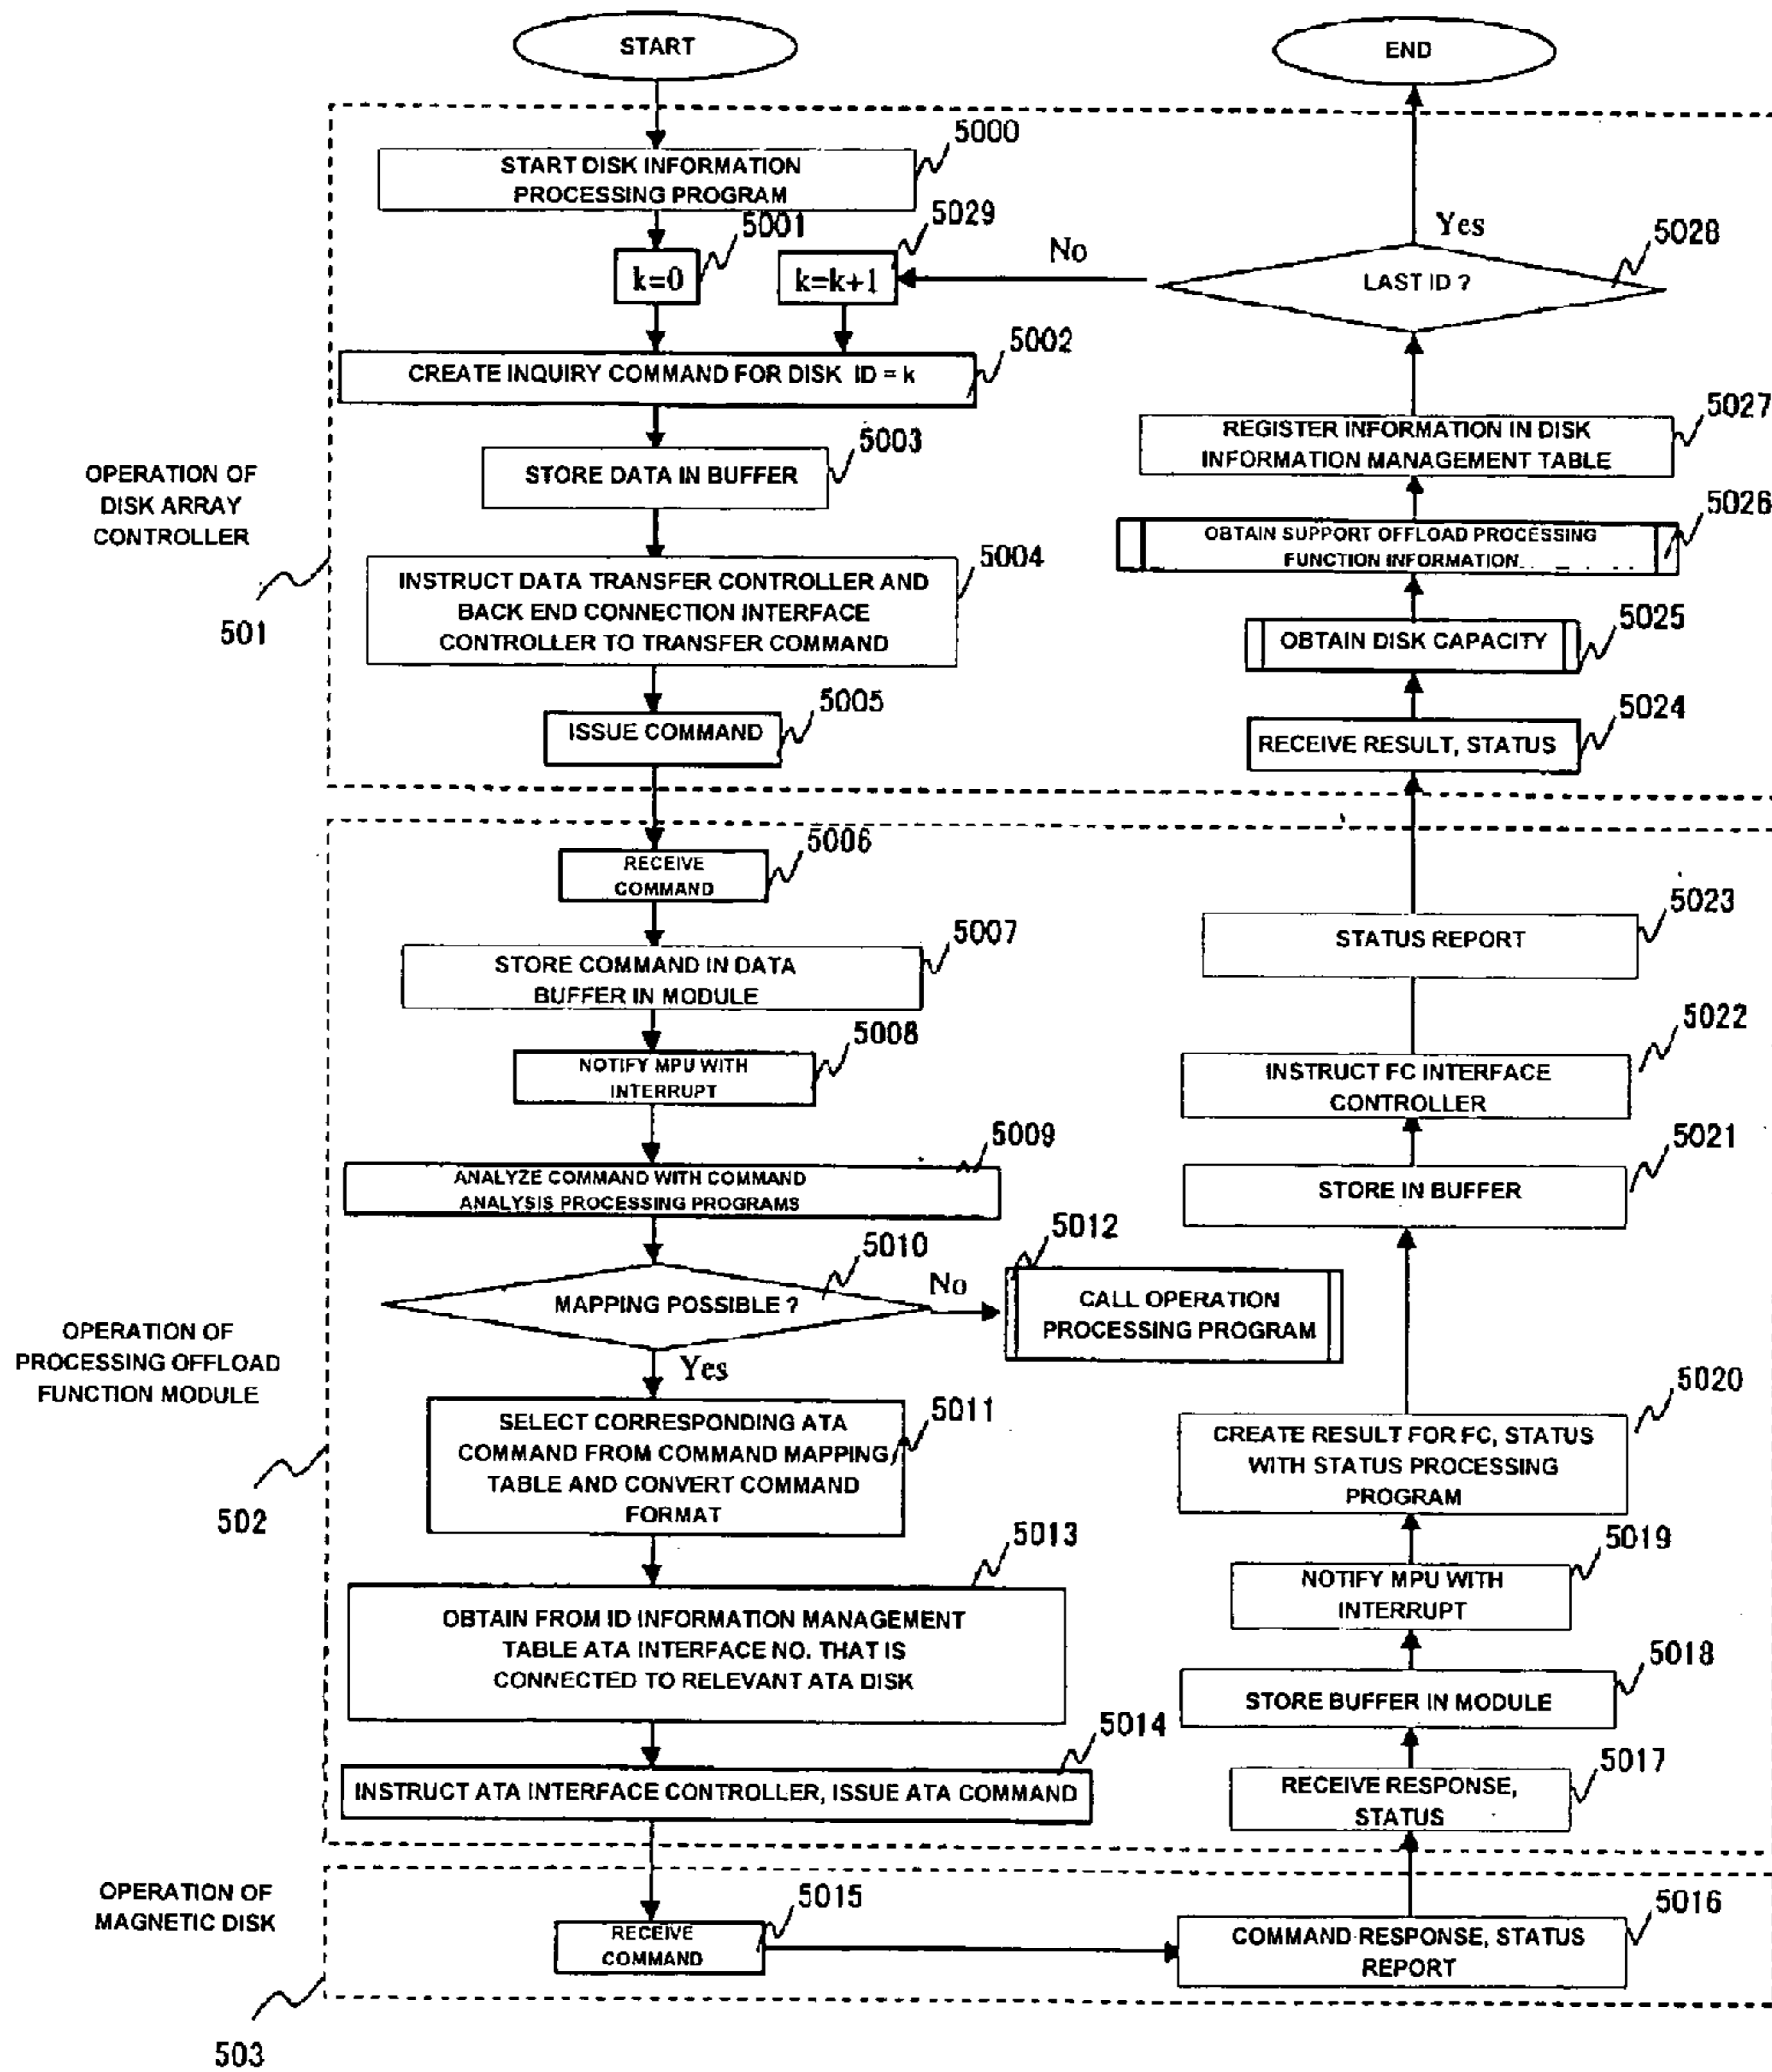 START
END
5000
START DISK INFORMATION
PROCESSING PROGRAM
5001
k=0
5029
k=k+1
No
Yes
5028
LAST ID ?
5002
CREATE INQUIRY COMMAND FOR DISK ID = k
5003
STORE DATA IN BUFFER
5027
REGISTER INFORMATION IN DISK
INFORMATION MANAGEMENT TABLE
OPERATION OF
DISK ARRAY
CONTROLLER
501
5026
OBTAIN SUPPORT OFFLOAD PROCESSING
FUNCTION INFORMATION
5004
INSTRUCT DATA TRANSFER CONTROLLER AND
BACK END CONNECTION INTERFACE
CONTROLLER TO TRANSFER COMMAND
5025
OBTAIN DISK CAPACITY
5005
ISSUE COMMAND
5024
RECEIVE RESULT, STATUS
5006
RECEIVE
COMMAND
5007
STORE COMMAND IN DATA
BUFFER IN MODULE
5023
STATUS REPORT
5008
NOTIFY MPU WITH
INTERRUPT
5022
INSTRUCT FC INTERFACE
CONTROLLER
5009
ANALYZE COMMAND WITH COMMAND
ANALYSIS PROCESSING PROGRAMS
5021
STORE IN BUFFER
5010
MAPPING POSSIBLE ?
No
Yes
5012
CALL OPERATION
PROCESSING PROGRAM
OPERATION OF
PROCESSING OFFLOAD
FUNCTION MODULE
502
5011
SELECT CORRESPONDING ATA
COMMAND FROM COMMAND MAPPING
TABLE AND CONVERT COMMAND
FORMAT
5020
CREATE RESULT FOR FC, STATUS
WITH STATUS PROCESSING
PROGRAM
5013
OBTAIN FROM ID INFORMATION MANAGEMENT
TABLE ATA INTERFACE NO. THAT IS
CONNECTED TO RELEVANT ATA DISK
5019
NOTIFY MPU WITH
INTERRUPT
5018
STORE BUFFER IN MODULE
5014
INSTRUCT ATA INTERFACE CONTROLLER, ISSUE ATA COMMAND
5017
RECEIVE RESPONSE,
STATUS
OPERATION OF
MAGNETIC DISK
503
5015
RECEIVE
COMMAND
5016
COMMAND RESPONSE, STATUS
REPORT